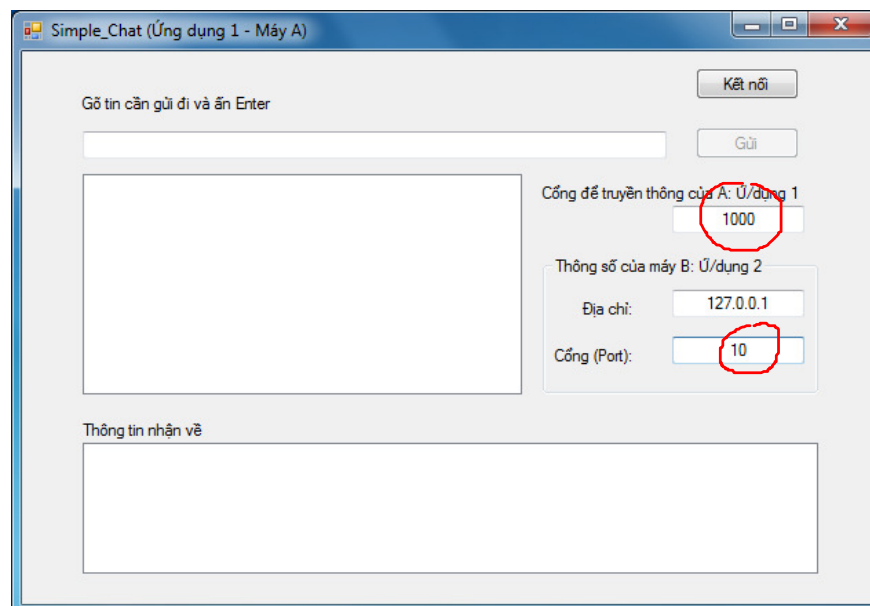 Simple_Chat (Ứng dụng 1 - Máy A)
Kết nối
Gõ tin cần gửi đi và ấn Enter
Gửi
Cổng để truyền thông của A: Ứ/dụng 1
1000
Thông số của máy B: Ứ/dụng 2
Địa chỉ: 127.0.0.1
Cổng (Port): 10
Thông tin nhận về